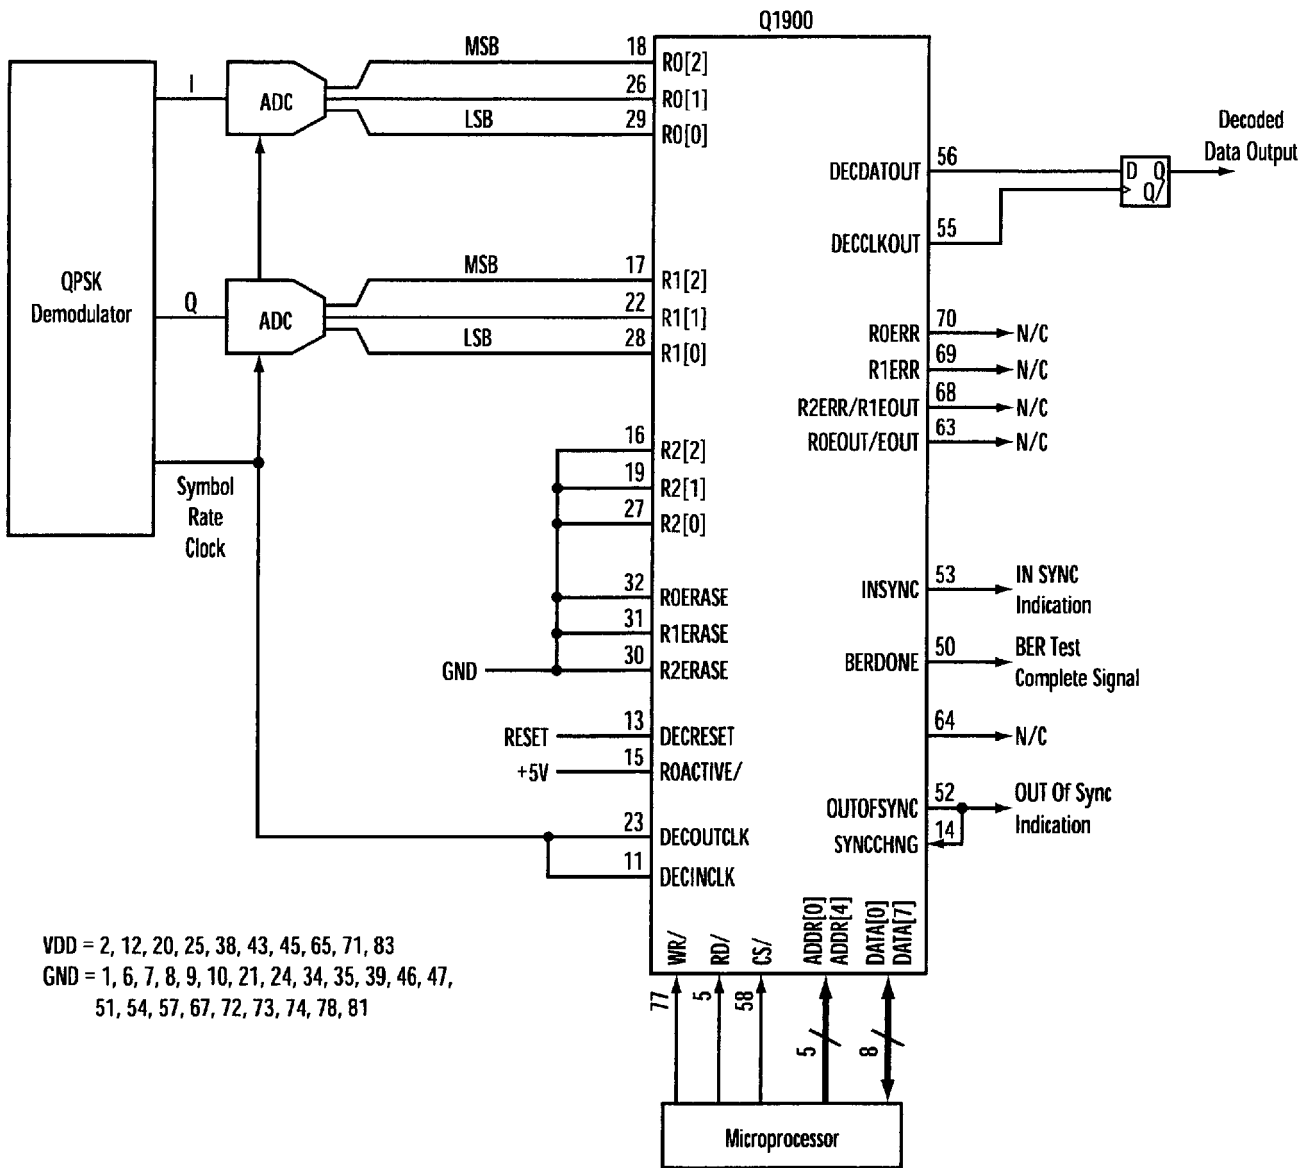 Q1900
QPSK
Demodulator
I
ADC
MSB
LSB
18
26
29
R0[2]
R0[1]
R0[0]
Q
ADC
MSB
LSB
17
22
28
R1[2]
R1[1]
R1[0]
Symbol
Rate
Clock
16
19
27
R2[2]
R2[1]
R2[0]
32
31
30
R0ERASE
R1ERASE
R2ERASE
GND
RESET
13
DECRESET
+5V
15
R0ACTIVE/
23
DECOUTCLK
11
DECINCLK
DECDATOUT
56
DECCLKOUT
55
D Q
Q/
Decoded
Data Output
R0ERR
70
N/C
R1ERR
69
N/C
R2ERR/R1EOUT
68
N/C
R0EOUT/EOUT
63
N/C
INSYNC
53
IN SYNC
Indication
BERDONE
50
BER Test
Complete Signal
64
N/C
OUTOFSYNC
52
OUT Of Sync
Indication
SYNCCHNG
14
WR/
RD/
CS/
ADDR[0]
ADDR[4]
DATA[0]
DATA[7]
77
5
58
5
8
Microprocessor
VDD = 2, 12, 20, 25, 38, 43, 45, 65, 71, 83
GND = 1, 6, 7, 8, 9, 10, 21, 24, 34, 35, 39, 46, 47,
51, 54, 57, 67, 72, 73, 74, 78, 81